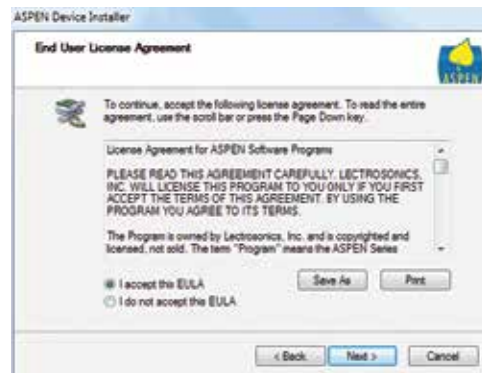 ASPEN Device Installer
End User License Agreement
ASPEN
To continue, accept the following license agreement. To read the entire
agreement, use the scroll bar or press the Page Down key.
License Agreement for ASPEN Software Programs
PLEASE READ THIS AGREEMENT CAREFULLY. LECTROSONICS,
INC. WILL LICENSE THIS PROGRAM TO YOU ONLY IF YOU FIRST
ACCEPT THE TERMS OF THIS AGREEMENT. BY USING THE
PROGRAM YOU AGREE TO ITS TERMS.
The Program is owned by Lectrosonics, Inc. and is copyrighted and
licensed, not sold. The term "Program" means the ASPEN Series
I accept this EULA
Save As
Print
I do not accept this EULA
< Back
Next >
Cancel